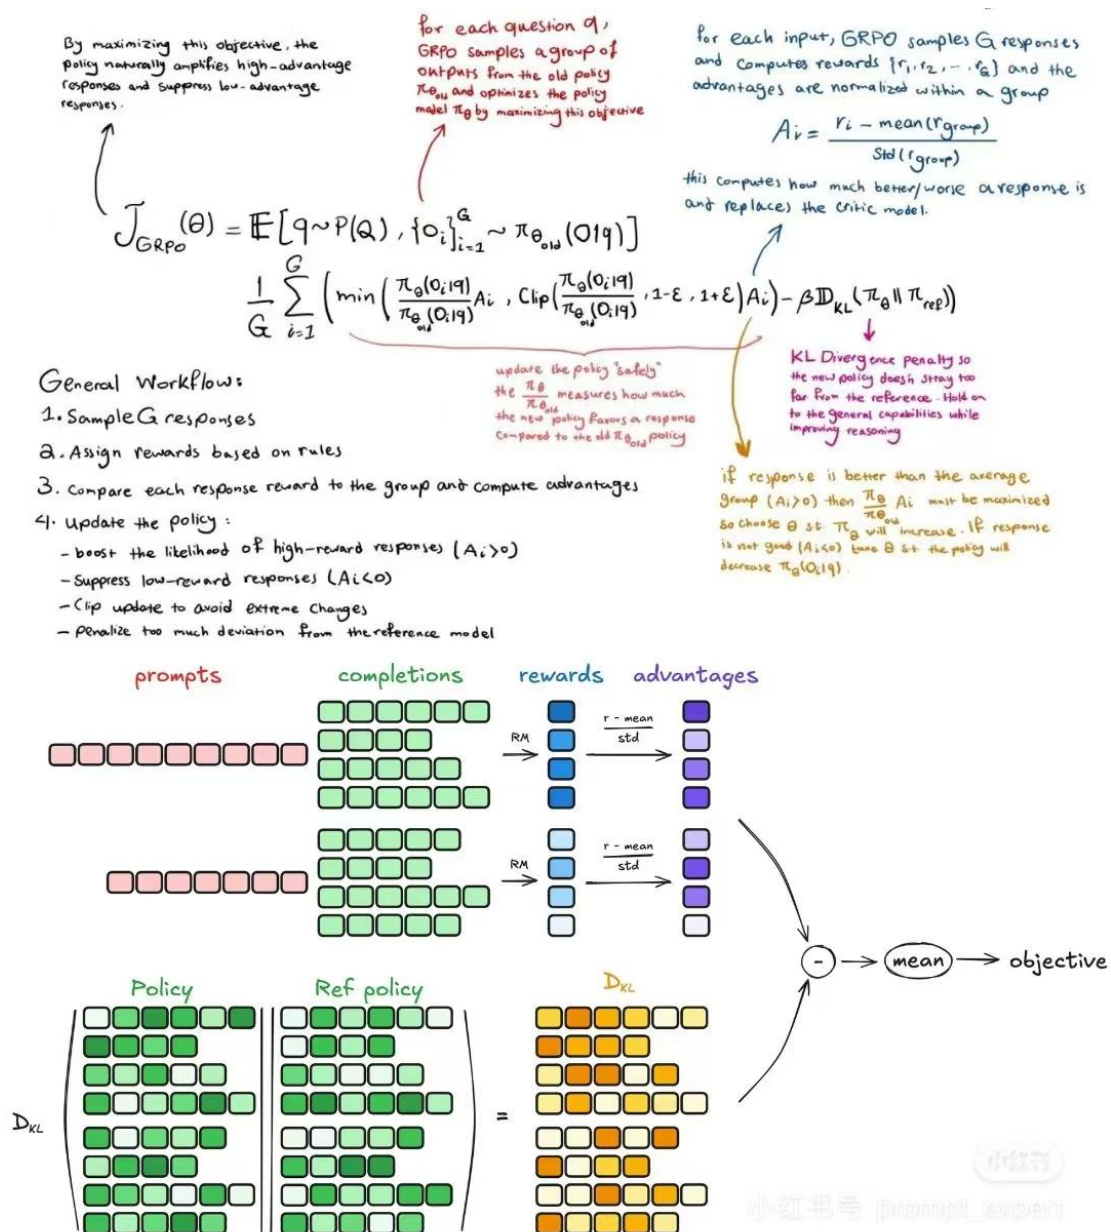 By maximizing this objective, the
policy naturally amplifies high-advantage
responses and suppress low-advantage
responses.
for each question q,
GRPO samples a group of
outputs from the old policy
πθold and optimizes the policy
model πθ by maximizing this objective
for each input, GRPO samples G responses
and computes rewards {r1, r2, ..., rG} and the
advantages are normalized within a group
Ai = (ri − mean(rgroup)) / Std(rgroup)
this computes how much better/worse a response is
and replaces the critic model.
JGRPO(θ) = E[q~P(Q), {Oi}^G i=1 ~ πθold(O|q)]
1/G Σ^G i=1 (min(πθ(Oi|q)/πθold(Oi|q) Ai, Clip(πθ(Oi|q)/πθold(Oi|q), 1-ε, 1+ε)Ai) − βDKL(πθ||πref))
update the policy "safely"
the πθ/πθold measures how much
the new policy favors a response
compared to the old πθold policy
KL Divergence penalty so
the new policy doesn stray too
far from the reference. Hold on
to the general capabilities while
improving reasoning
if response is better than the average
group (Ai>0) then πθ/πθold Ai must be maximized
so choose θ st. πθ will increase. If response
is not good (Ai<0) tune θ st the policy will
decrease πθ(Oi|q).
General Workflow:
1. Sample G responses
2. Assign rewards based on rules
3. Compare each response reward to the group and compute advantages
4. Update the policy:
- boost the likelihood of high-reward responses (Ai>0)
- Suppress low-reward responses (Ai<0)
- Clip update to avoid extreme changes
- Penalize too much deviation from the reference model
prompts completions rewards advantages
RM r - mean / std
RM r - mean / std
- mean objective
Policy Ref policy DKL
DKL =
小红书号 prompt_expert